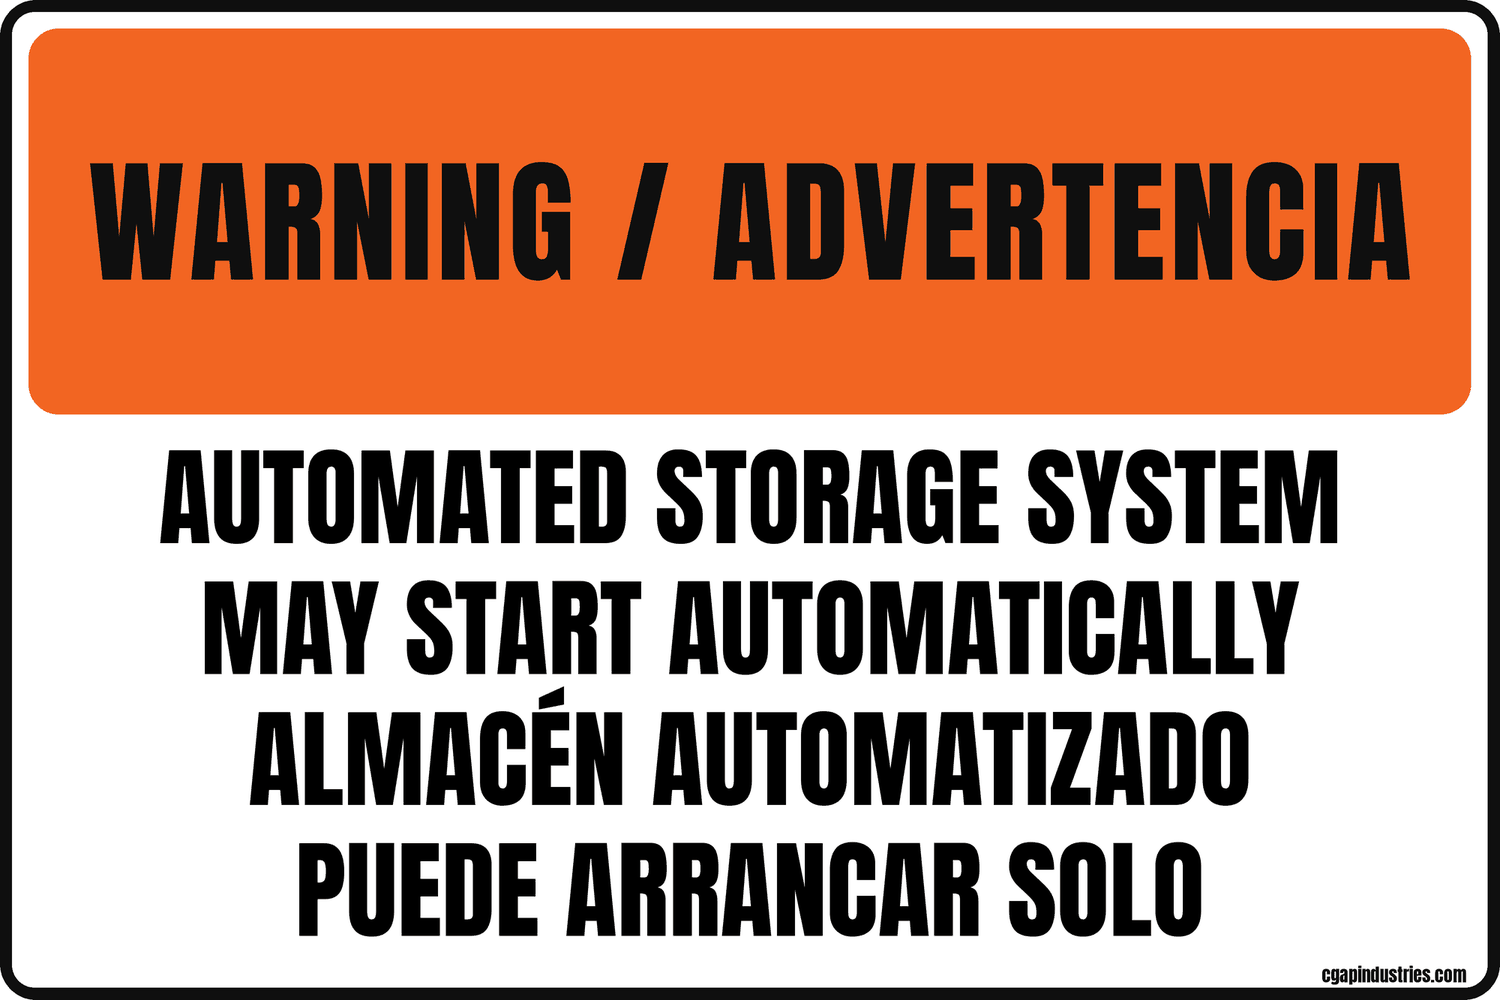 WARNING / ADVERTENCIA
AUTOMATED STORAGE SYSTEM
MAY START AUTOMATICALLY
ALMACÉN AUTOMATIZADO
PUEDE ARRANCAR SOLO
cgapindustries.com